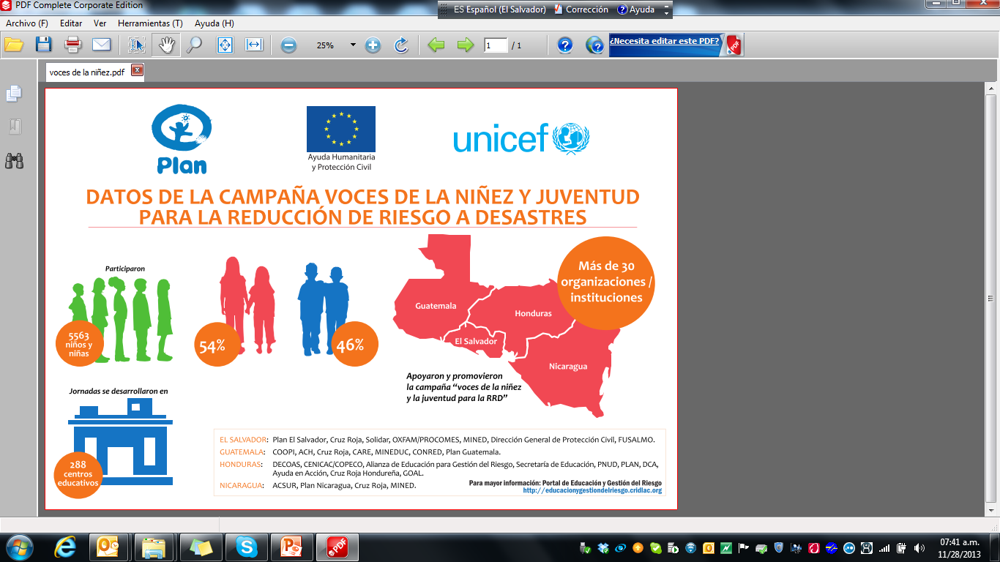 PDF Complete Corporate Edition
ES Español (El Salvador) Corrección Ayuda
Archivo (F) Editar Ver Herramientas (T) Ayuda (H)
25% 1 / 1 ¿Necesita editar este PDF? PDF
voces de la niñez.pdf
Plan
Ayuda Humanitaria
y Protección Civil
unicef
DATOS DE LA CAMPAÑA VOCES DE LA NIÑEZ Y JUVENTUD
PARA LA REDUCCIÓN DE RIESGO A DESASTRES
Participaron
5563
niños y
niñas
54%
46%
Guatemala
Honduras
El Salvador
Nicaragua
Más de 30
organizaciones /
instituciones
Apoyaron y promovieron
la campaña “voces de la niñez
y la juventud para la RRD”
Jornadas se desarrollaron en
288
centros
educativos
EL SALVADOR: Plan El Salvador, Cruz Roja, Solidar, OXFAM/PROCOMES, MINED, Dirección General de Protección Civil, FUSALMO.
GUATEMALA: COOPI, ACH, Cruz Roja, CARE, MINEDUC, CONRED, Plan Guatemala.
HONDURAS: DECOAS, CENICAC/COPECO, Alianza de Educación para Gestión del Riesgo, Secretaría de Educación, PNUD, PLAN, DCA,
Ayuda en Acción, Cruz Roja Hondureña, GOAL.
NICARAGUA: ACSUR, Plan Nicaragua, Cruz Roja, MINED.
Para mayor información: Portal de Educación y Gestión del Riesgo
http://educacionygestiondelriesgo.cridlac.org
07:41 a.m.
11/28/2013